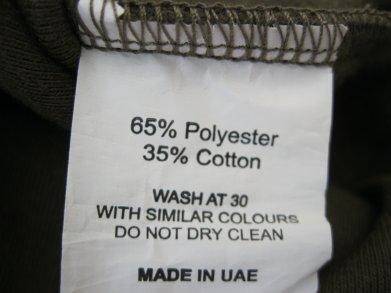 65% Polyester
35% Cotton
WASH AT 30
WITH SIMILAR COLOURS
DO NOT DRY CLEAN
MADE IN UAE